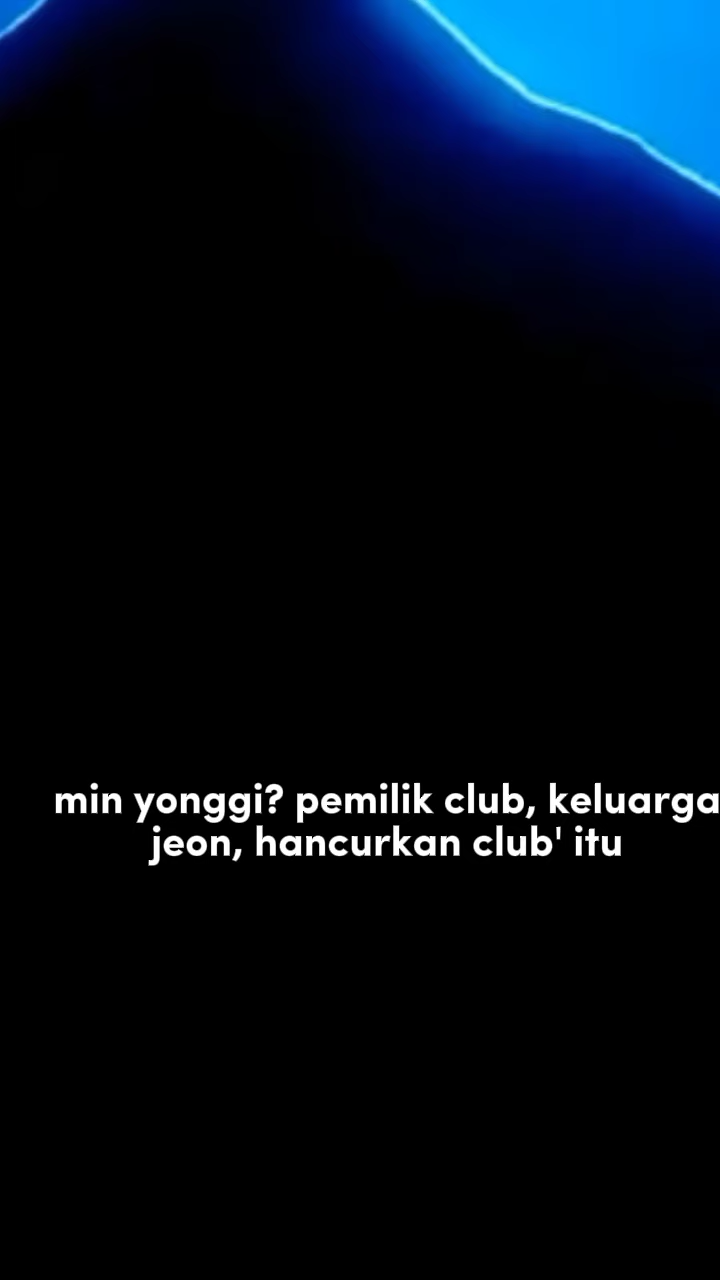 min yonggi? pemilik club, keluarga
jeon, hancurkan club' itu